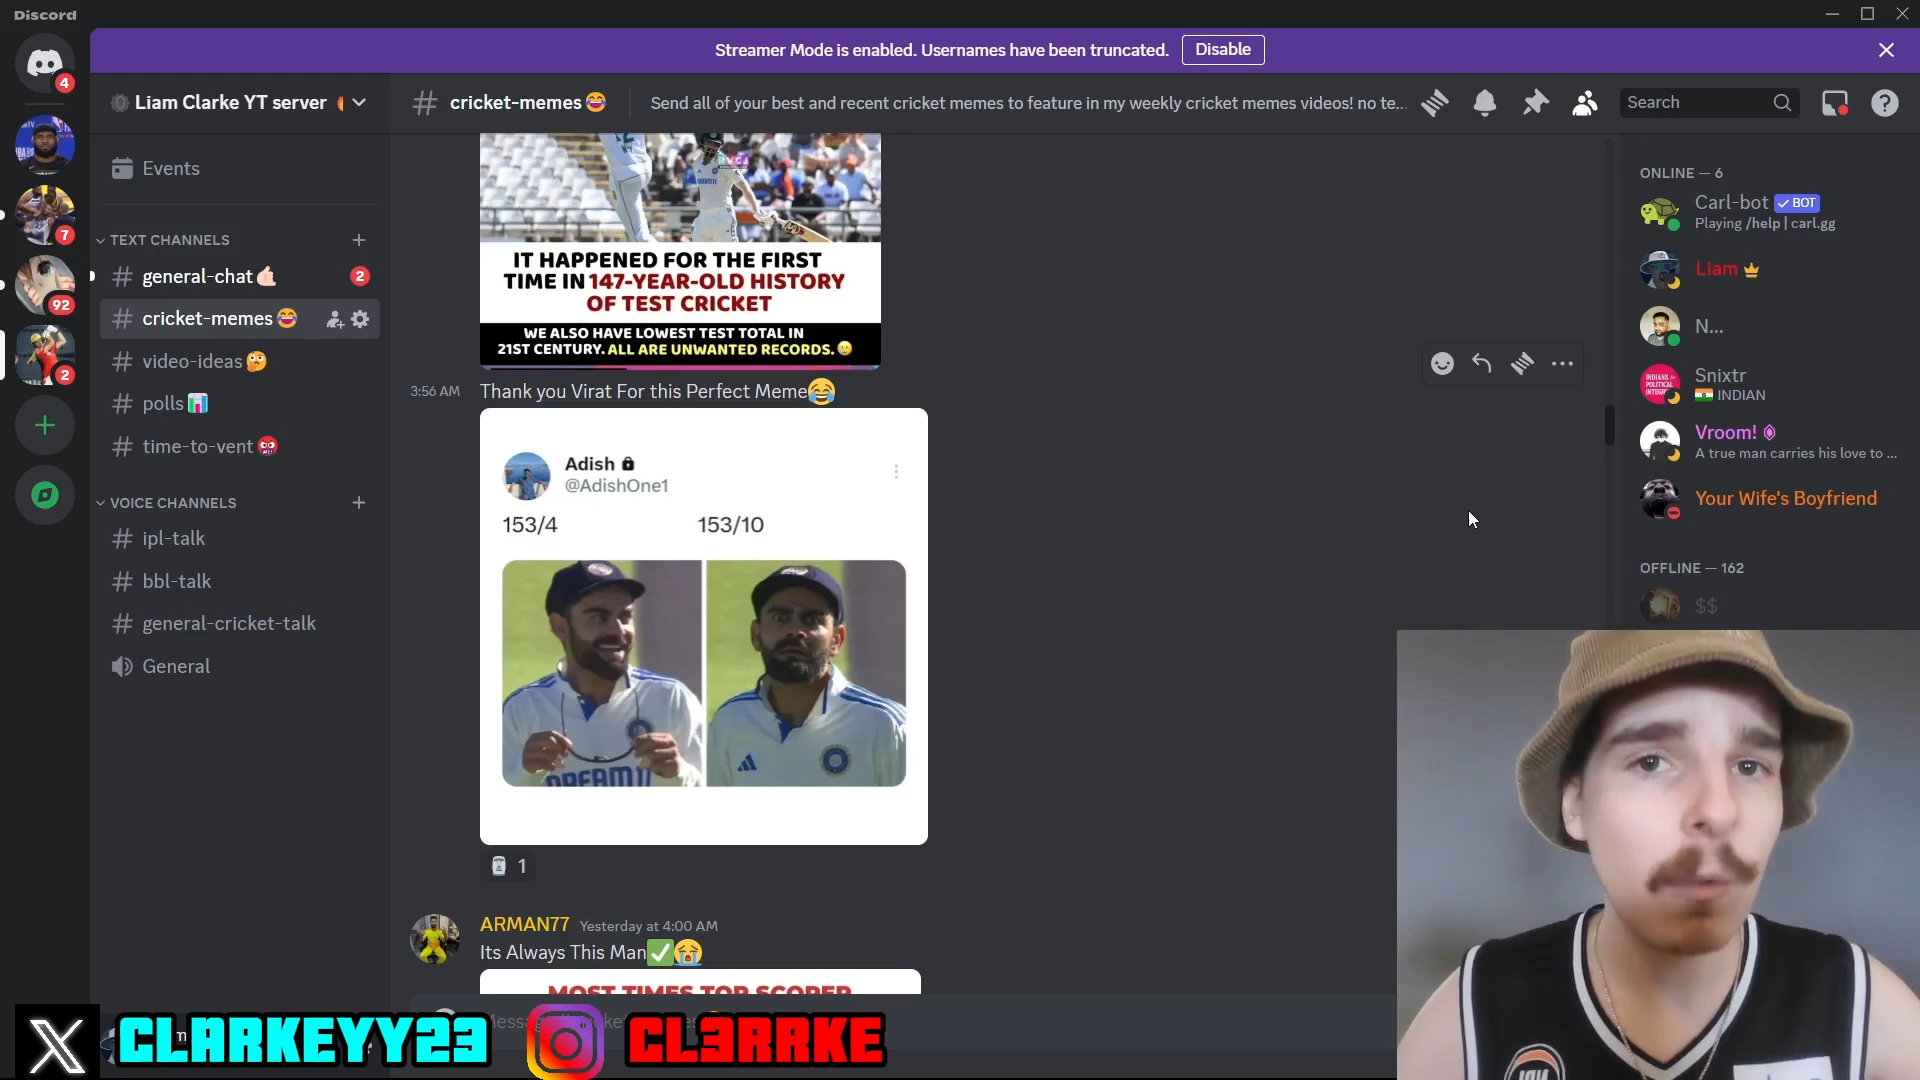 Discord
Streamer Mode is enabled. Usernames have been truncated.
Disable
4
7
92
2
Liam Clarke YT server
Events
TEXT CHANNELS
general-chat
2
cricket-memes
video-ideas
polls
time-to-vent
VOICE CHANNELS
ipl-talk
bbl-talk
general-cricket-talk
General
cricket-memes
Send all of your best and recent cricket memes to feature in my weekly cricket memes videos! no te...
Search
RVCJ
IT HAPPENED FOR THE FIRST
TIME IN 147-YEAR-OLD HISTORY
OF TEST CRICKET
WE ALSO HAVE LOWEST TEST TOTAL IN
21ST CENTURY. ALL ARE UNWANTED RECORDS.
3:56 AM
Thank you Virat For this Perfect Meme
Adish
@AdishOne1
153/4 153/10
DREAM11
1
ARMAN77 Yesterday at 4:00 AM
Its Always This Man
MOST TIMES TOP SCORER
ONLINE — 6
Carl-bot
BOT
Playing /help | carl.gg
Liam
N...
Snixtr
INDIAN
Vroom!
A true man carries his love to ...
Your Wife's Boyfriend
OFFLINE — 162
$$
X CLARKEYY23
CL3RRKE